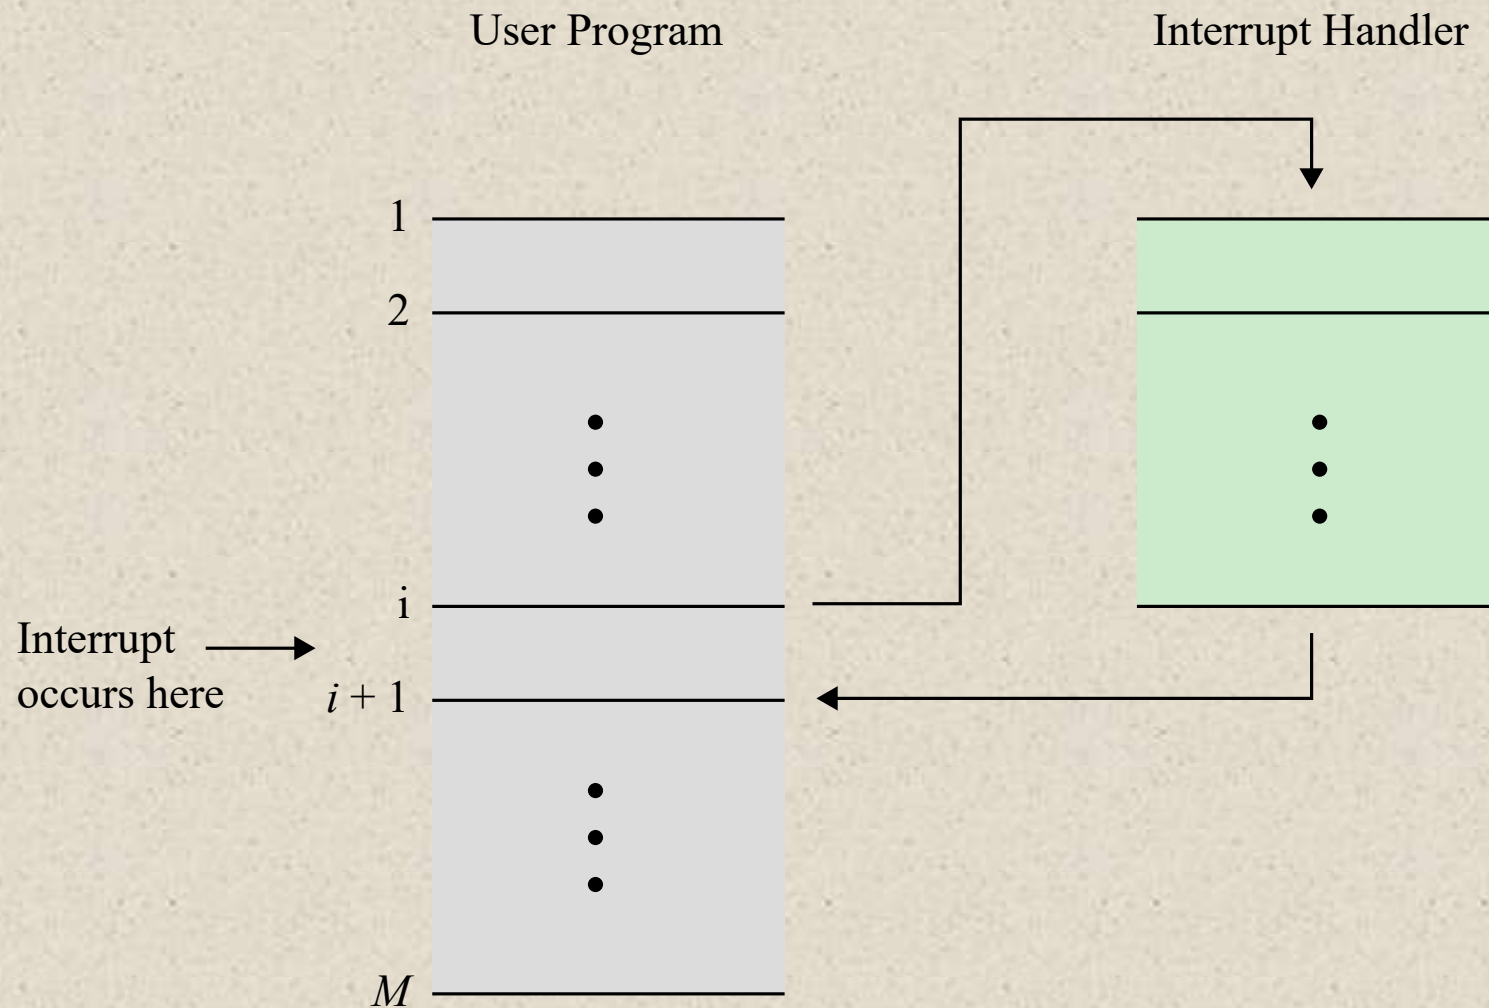 User Program
Interrupt Handler
1
2
i
Interrupt
occurs here
i + 1
M